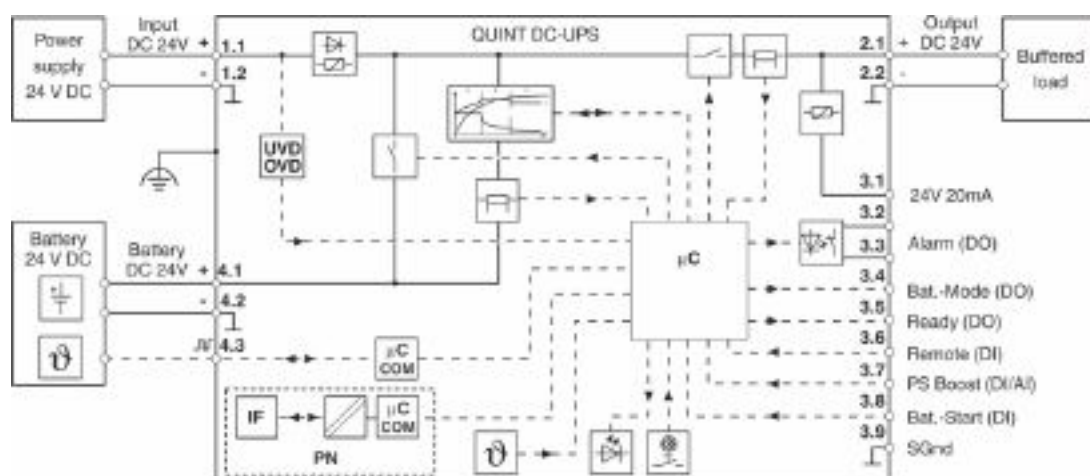 Power
supply
24 V DC
Input
DC 24V +
1.1
-
1.2
QUINT DC-UPS
2.1
+ DC 24V
Output
2.2
-
Buffered
load
UVD
OVD
3.1
24V 20mA
3.2
3.3
Alarm (DO)
3.4
Bat.-Mode (DO)
3.5
Ready (DO)
3.6
Remote (DI)
3.7
PS Boost (DI/AI)
3.8
Bat.-Start (DI)
3.9
SGnd
µC
Battery
24 V DC
Battery
DC 24V +
4.1
-
4.2
4.3
ϑ
µC
COM
IF
µC
COM
PN
ϑ